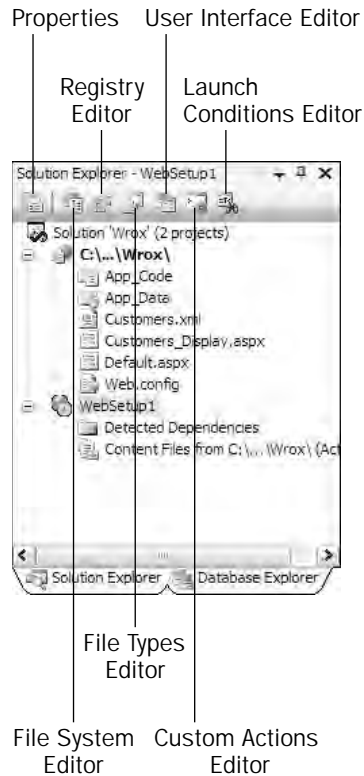 Properties
User Interface Editor
Registry
Editor
Launch
Conditions Editor
Solution Explorer - WebSetup1
Solution 'Wrox' (2 projects)
C:\...\Wrox\
App_Code
App_Data
Customers.xml
Customers_Display.aspx
Default.aspx
Web.config
WebSetup1
Detected Dependencies
Content Files from C:\...\Wrox\ (Act
Solution Explorer
Database Explorer
File Types
Editor
File System
Editor
Custom Actions
Editor